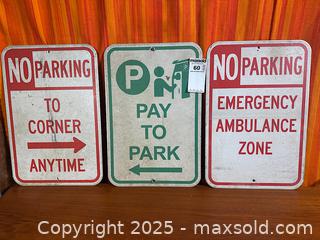 NO PARKING
TO
CORNER
ANYTIME
P
PAY
TO
PARK
60
NO PARKING
EMERGENCY
AMBULANCE
ZONE
Copyright 2025 - maxsold.com